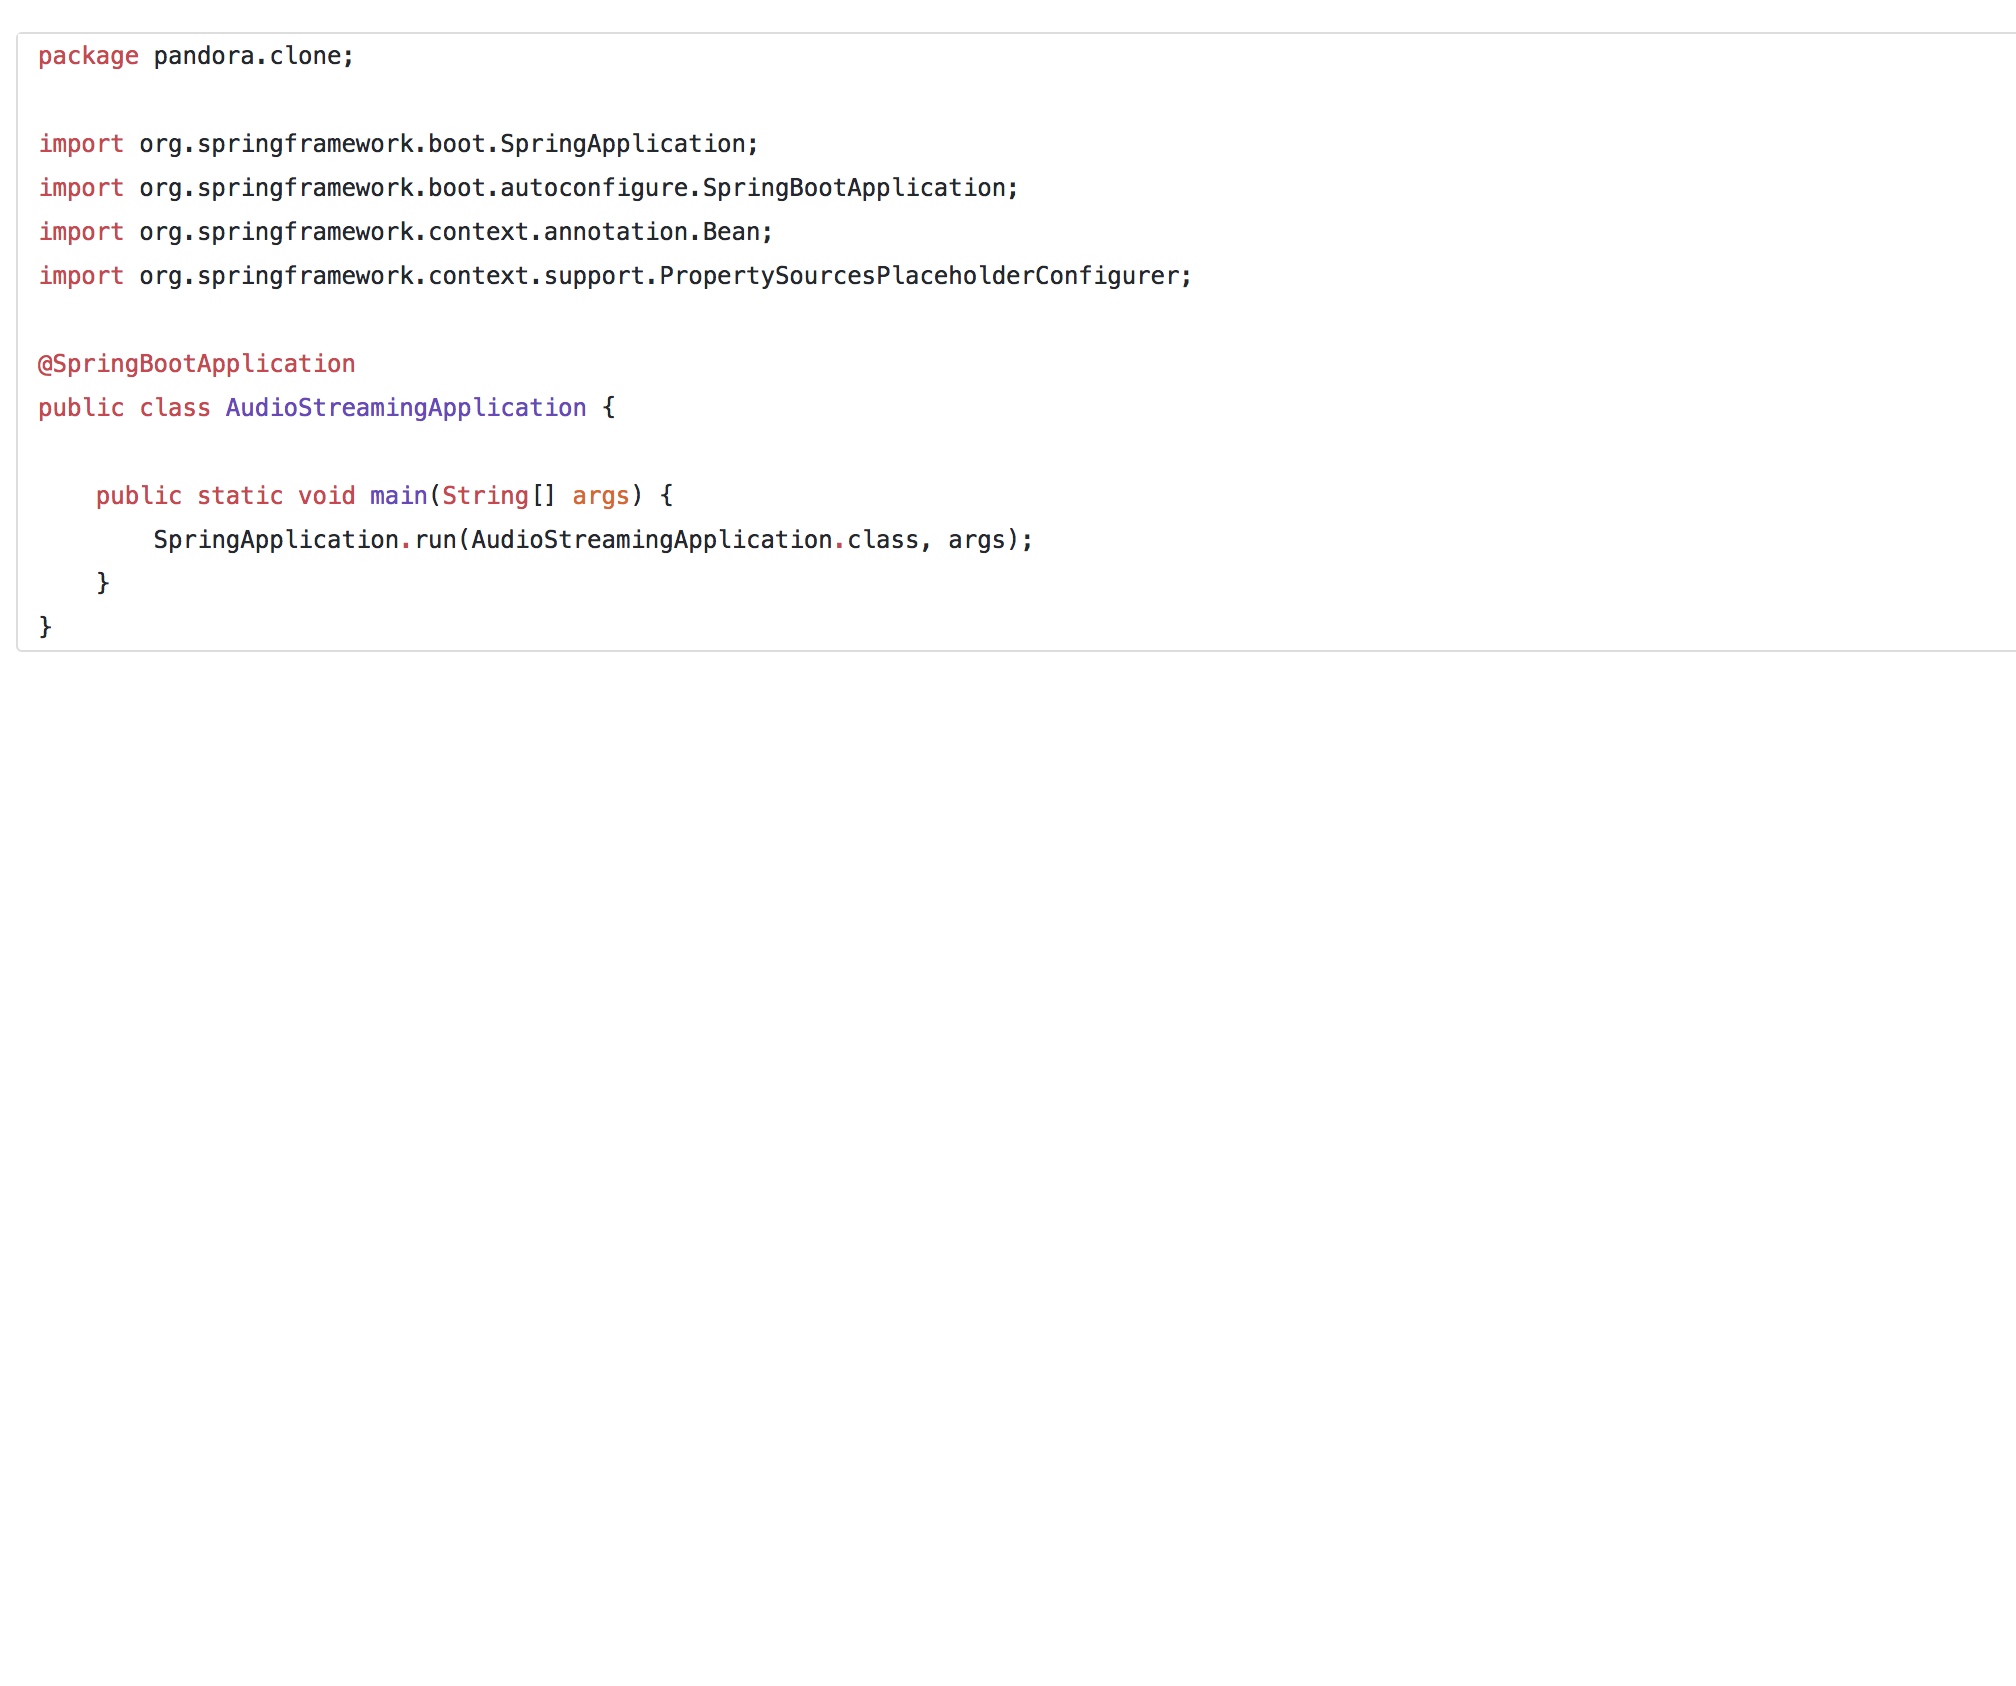 package pandora.clone;
import org.springframework.boot.SpringApplication;
import org.springframework.boot.autoconfigure.SpringBootApplication;
import org.springframework.context.annotation.Bean;
import org.springframework.context.support.PropertySourcesPlaceholderConfigurer;
@SpringBootApplication
public class AudioStreamingApplication {
    public static void main(String[] args) {
        SpringApplication.run(AudioStreamingApplication.class, args);
    }
}